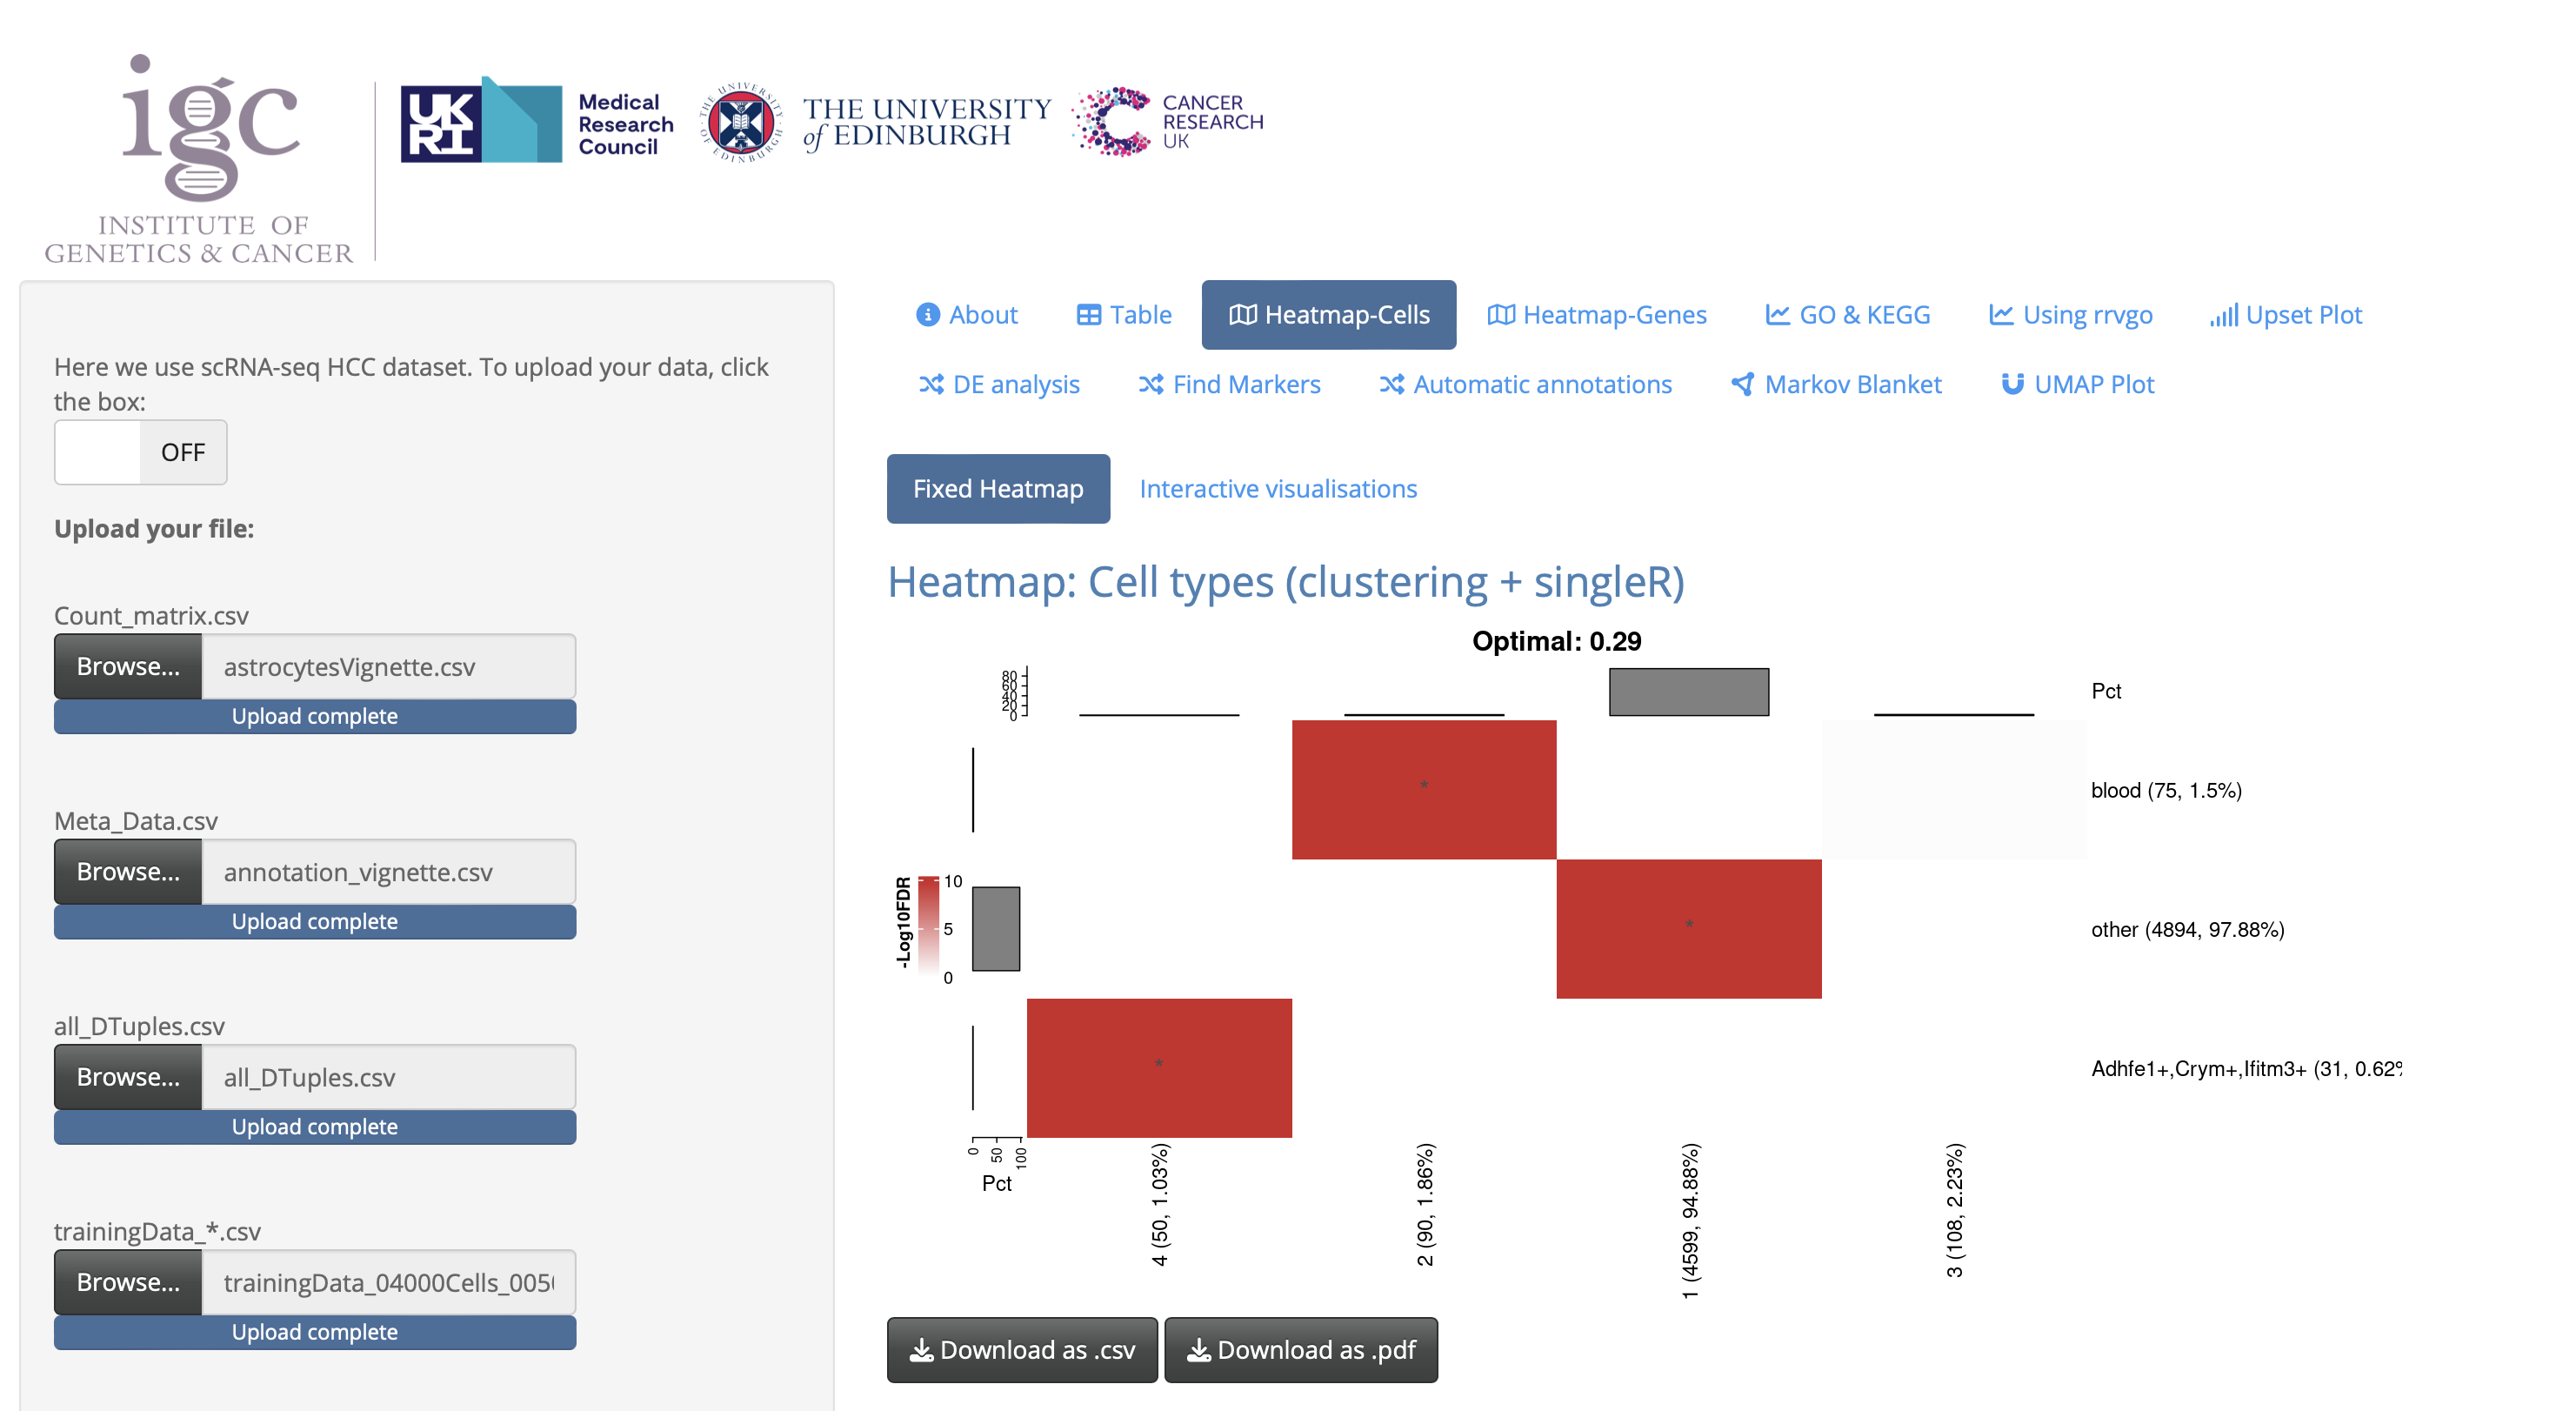 igc
INSTITUTE OF
GENETICS & CANCER
UK
RI
Medical
Research
Council
THE UNIVERSITY OF EDINBURGH
THE UNIVERSITY
of EDINBURGH
CANCER
RESEARCH
UK
Here we use scRNA-seq HCC dataset. To upload your data, click
the box:
OFF
Upload your file:
Count_matrix.csv
Browse... astrocytesVignette.csv
Upload complete
Meta_Data.csv
Browse... annotation_vignette.csv
Upload complete
all_DTuples.csv
Browse... all_DTuples.csv
Upload complete
trainingData_*.csv
Browse... trainingData_04000Cells_005
Upload complete
About Table Heatmap-Cells Heatmap-Genes GO & KEGG Using rrvgo Upset Plot
DE analysis Find Markers Automatic annotations Markov Blanket UMAP Plot
Fixed Heatmap Interactive visualisations
Heatmap: Cell types (clustering + singleR)
Optimal: 0.29
80
60
40
20
0
Pct
*
blood (75, 1.5%)
-Log10FDR
10
5
0
*
other (4894, 97.88%)
*
Adhfe1+,Crym+,Ifitm3+ (31, 0.62%
0 50 100
Pct
4 (50, 1.03%)
2 (90, 1.86%)
1 (4599, 94.88%)
3 (108, 2.23%)
Download as .csv Download as .pdf